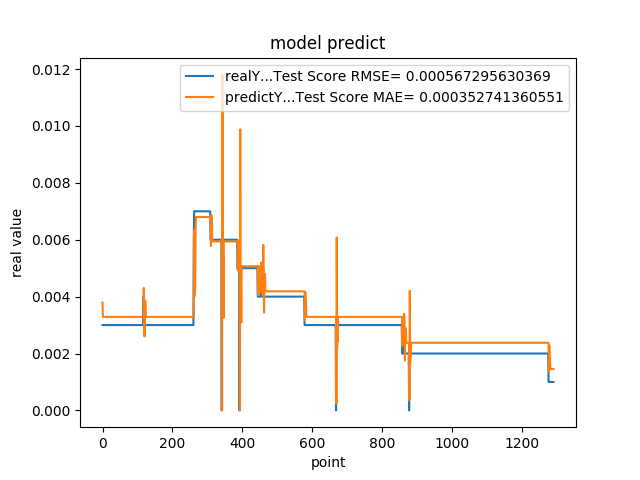 model predict
realY...Test Score RMSE= 0.000567295630369
predictY...Test Score MAE= 0.000352741360551
0.012
0.010
0.008
0.006
0.004
0.002
0.000
real value
0 200 400 600 800 1000 1200
point